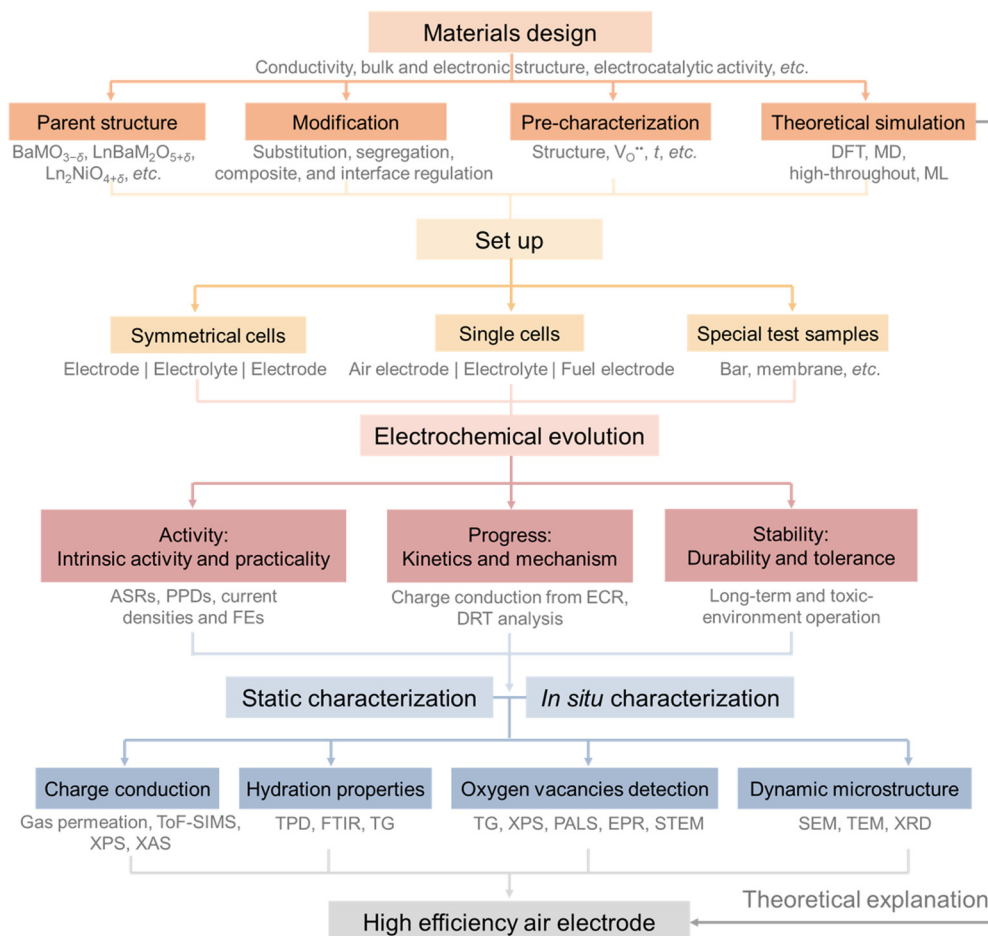 Materials design
Conductivity, bulk and electronic structure, electrocatalytic activity, etc.
Parent structure
BaMO₃₋δ, LnBaM₂O₅₊δ,
Ln₂NiO₄₊δ, etc.
Modification
Substitution, segregation,
composite, and interface regulation
Pre-characterization
Structure, V_O••, t, etc.
Theoretical simulation
DFT, MD,
high-throughout, ML
Set up
Symmetrical cells
Electrode | Electrolyte | Electrode
Single cells
Air electrode | Electrolyte | Fuel electrode
Special test samples
Bar, membrane, etc.
Electrochemical evolution
Activity:
Intrinsic activity and practicality
ASRs, PPDs, current
densities and FEs
Progress:
Kinetics and mechanism
Charge conduction from ECR,
DRT analysis
Stability:
Durability and tolerance
Long-term and toxic-
environment operation
Static characterization
In situ characterization
Charge conduction
Gas permeation, ToF-SIMS,
XPS, XAS
Hydration properties
TPD, FTIR, TG
Oxygen vacancies detection
TG, XPS, PALS, EPR, STEM
Dynamic microstructure
SEM, TEM, XRD
Theoretical explanation
High efficiency air electrode